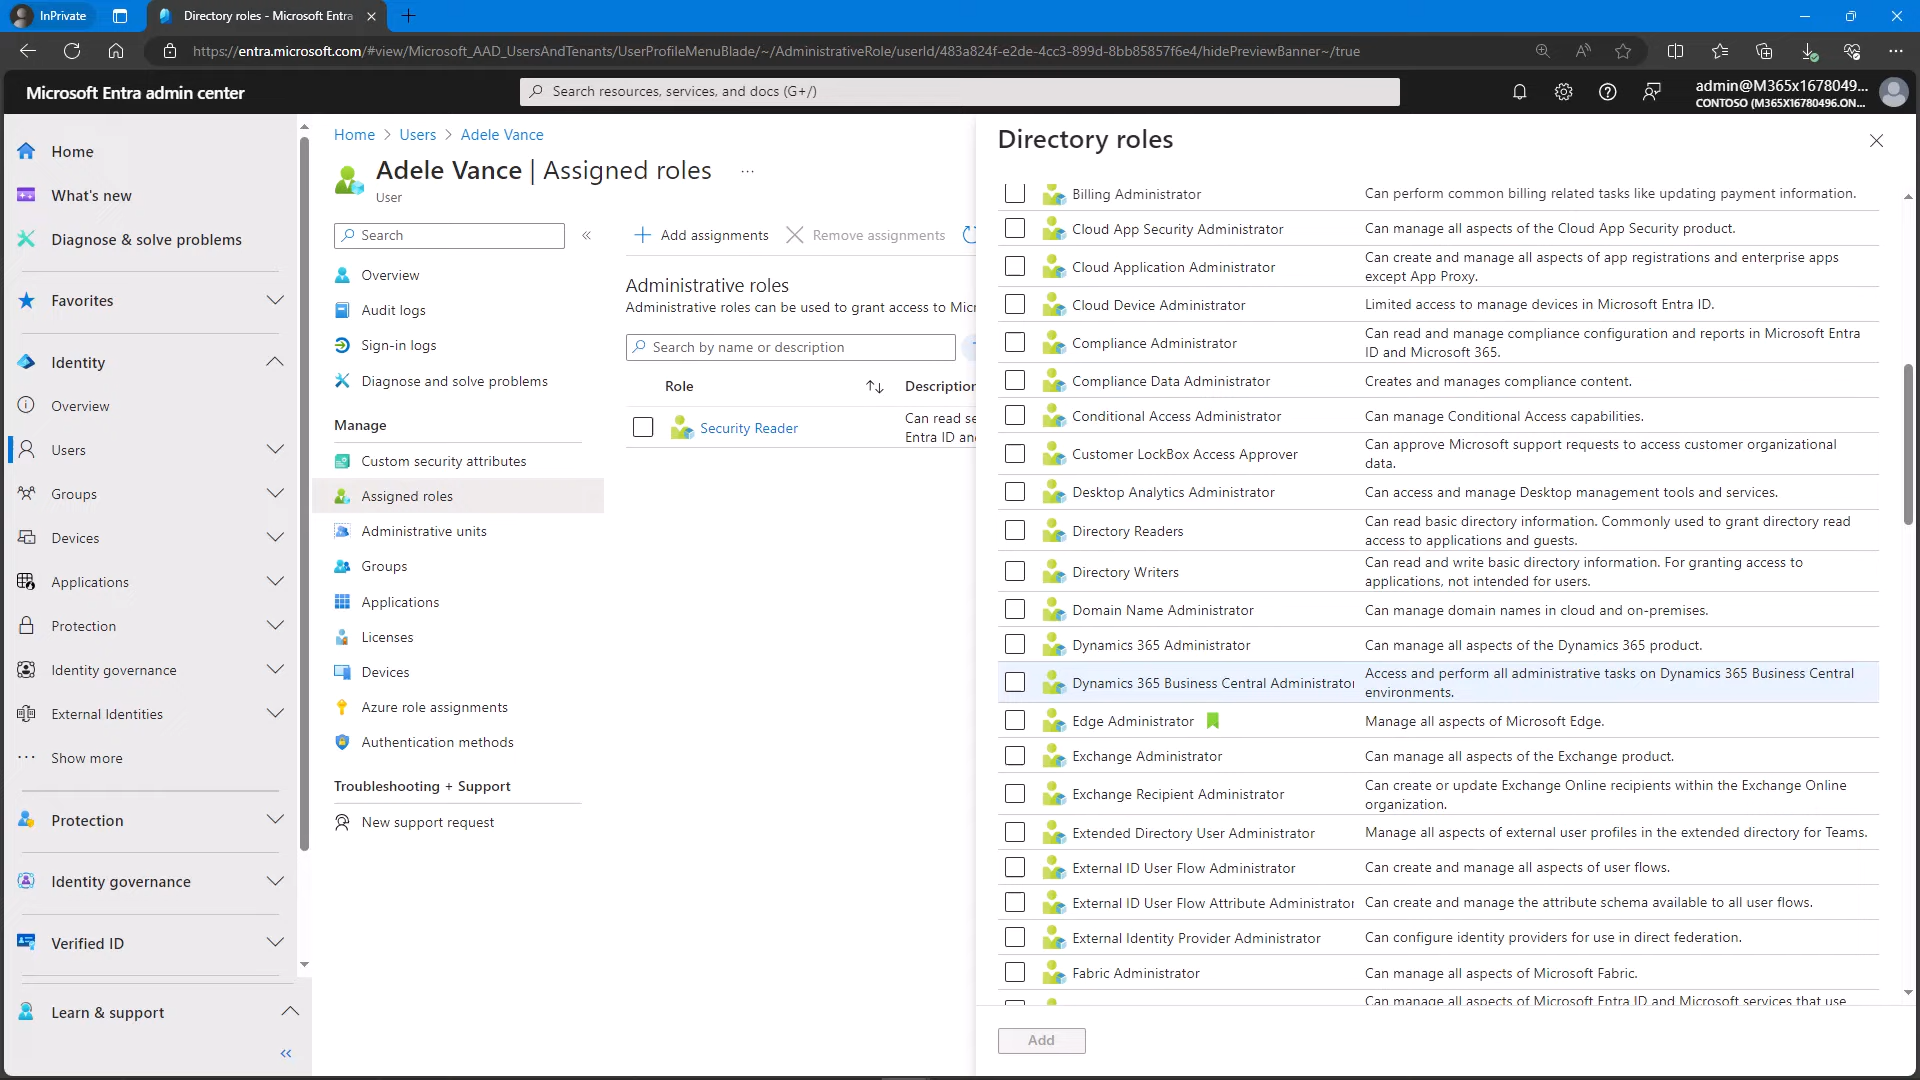 InPrivate
Directory roles - Microsoft Entra
https://entra.microsoft.com/#view/Microsoft_AAD_UsersAndTenants/UserProfileMenuBlade/~/AdministrativeRole/userId/483a824f-e2de-4cc3-899d-8bb85857f6e4/hidePreviewBanner~/true
Microsoft Entra admin center
Search resources, services, and docs (G+/)
admin@M365x1678049...
CONTOSO (M365X16780496.ON...
Home
What's new
Diagnose & solve problems
Favorites
Identity
Overview
Users
Groups
Devices
Applications
Protection
Identity governance
External Identities
Show more
Protection
Identity governance
Verified ID
Learn & support
Home > Users > Adele Vance
Adele Vance | Assigned roles
User
Search
Overview
Audit logs
Sign-in logs
Diagnose and solve problems
Manage
Custom security attributes
Assigned roles
Administrative units
Groups
Applications
Licenses
Devices
Azure role assignments
Authentication methods
Troubleshooting + Support
New support request
Add assignments
Remove assignments
Administrative roles
Administrative roles can be used to grant access to
Search by name or description
Role
Description
Security Reader
Can read
Entra ID
Directory roles
Billing Administrator
Can perform common billing related tasks like updating payment information.
Cloud App Security Administrator
Can manage all aspects of the Cloud App Security product.
Cloud Application Administrator
Can create and manage all aspects of app registrations and enterprise apps
except App Proxy.
Cloud Device Administrator
Limited access to manage devices in Microsoft Entra ID.
Compliance Administrator
Can read and manage compliance configuration and reports in Microsoft Entra
ID and Microsoft 365.
Compliance Data Administrator
Creates and manages compliance content.
Conditional Access Administrator
Can manage Conditional Access capabilities.
Customer LockBox Access Approver
Can approve Microsoft support requests to access customer organizational
data.
Desktop Analytics Administrator
Can access and manage Desktop management tools and services.
Directory Readers
Can read basic directory information. Commonly used to grant directory read
access to applications and guests.
Directory Writers
Can read and write basic directory information. For granting access to
applications, not intended for users.
Domain Name Administrator
Can manage domain names in cloud and on-premises.
Dynamics 365 Administrator
Can manage all aspects of the Dynamics 365 product.
Dynamics 365 Business Central Administrator
Access and perform all administrative tasks on Dynamics 365 Business Central
environments.
Edge Administrator
Manage all aspects of Microsoft Edge.
Exchange Administrator
Can manage all aspects of the Exchange product.
Exchange Recipient Administrator
Can create or update Exchange Online recipients within the Exchange Online
organization.
Extended Directory User Administrator
Manage all aspects of external user profiles in the extended directory for Teams.
External ID User Flow Administrator
Can create and manage all aspects of user flows.
External ID User Flow Attribute Administrator
Can create and manage the attribute schema available to all user flows.
External Identity Provider Administrator
Can configure identity providers for use in direct federation.
Fabric Administrator
Can manage all aspects of Microsoft Fabric.
Can manage all aspects of Microsoft Entra ID and Microsoft services that use
Add